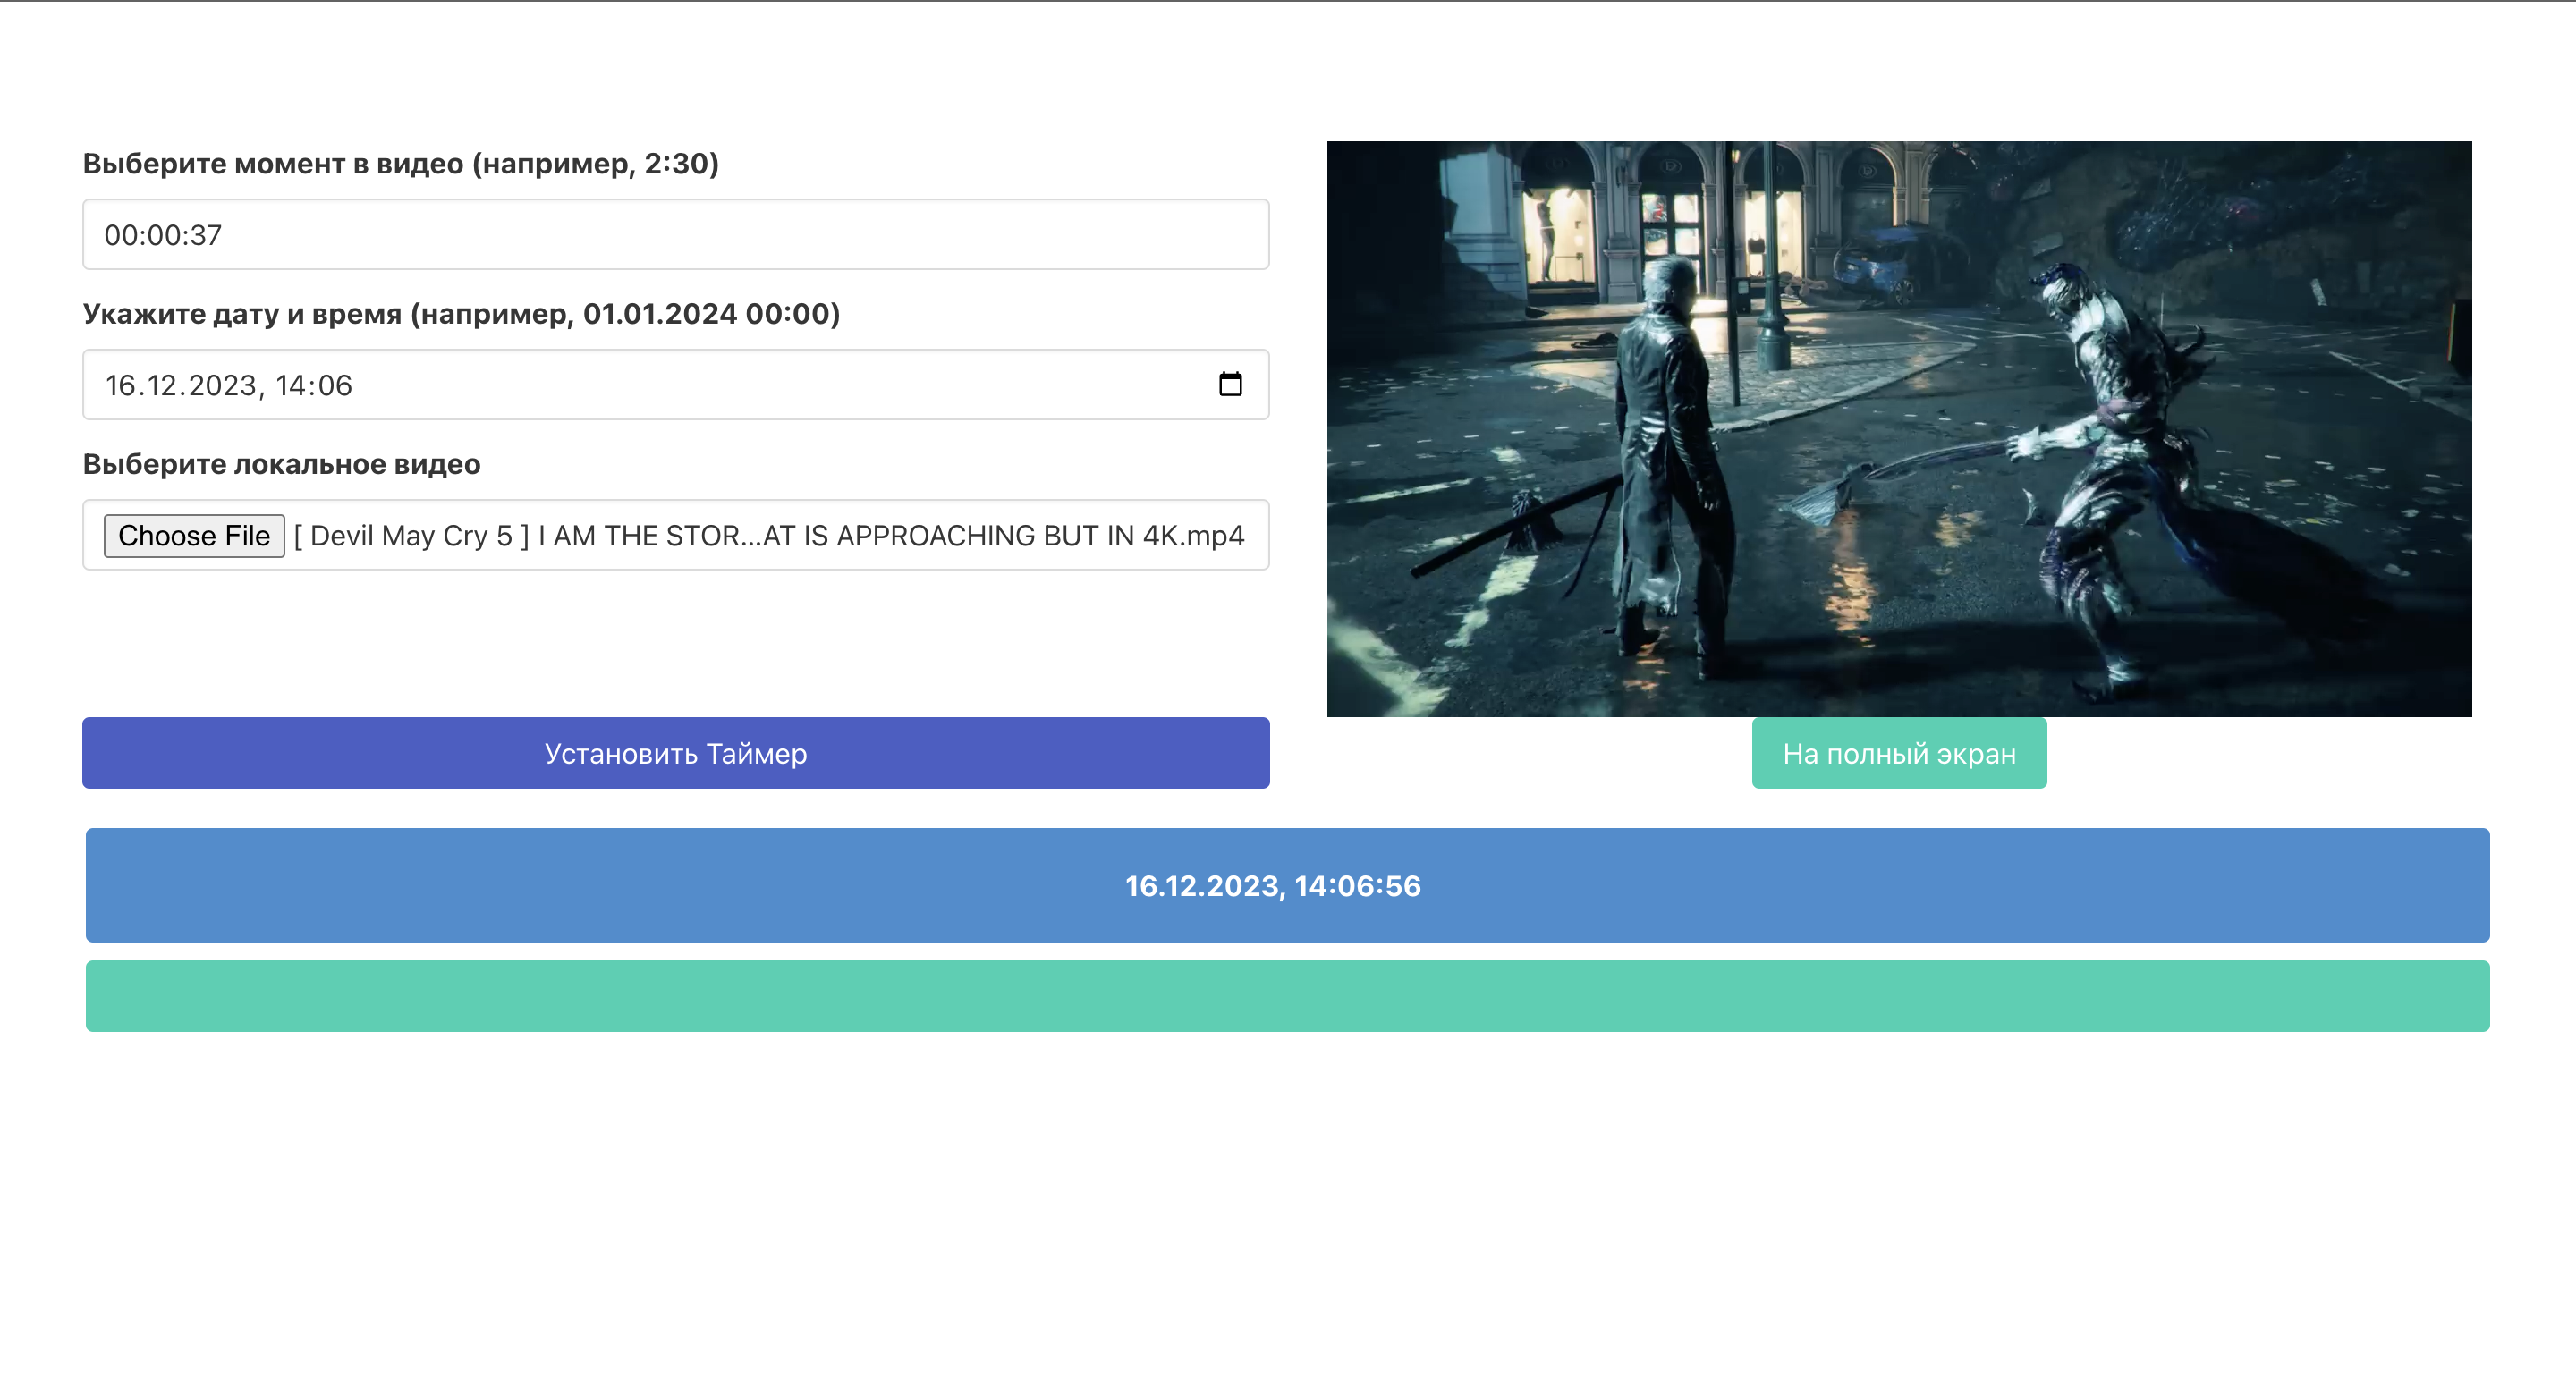 Выберите момент в видео (например, 2:30)
00:00:37
Укажите дату и время (например, 01.01.2024 00:00)
16.12.2023, 14:06
Выберите локальное видео
Choose File [ Devil May Cry 5 ] I AM THE STOR...AT IS APPROACHING BUT IN 4K.mp4
Установить Таймер
На полный экран
16.12.2023, 14:06:56